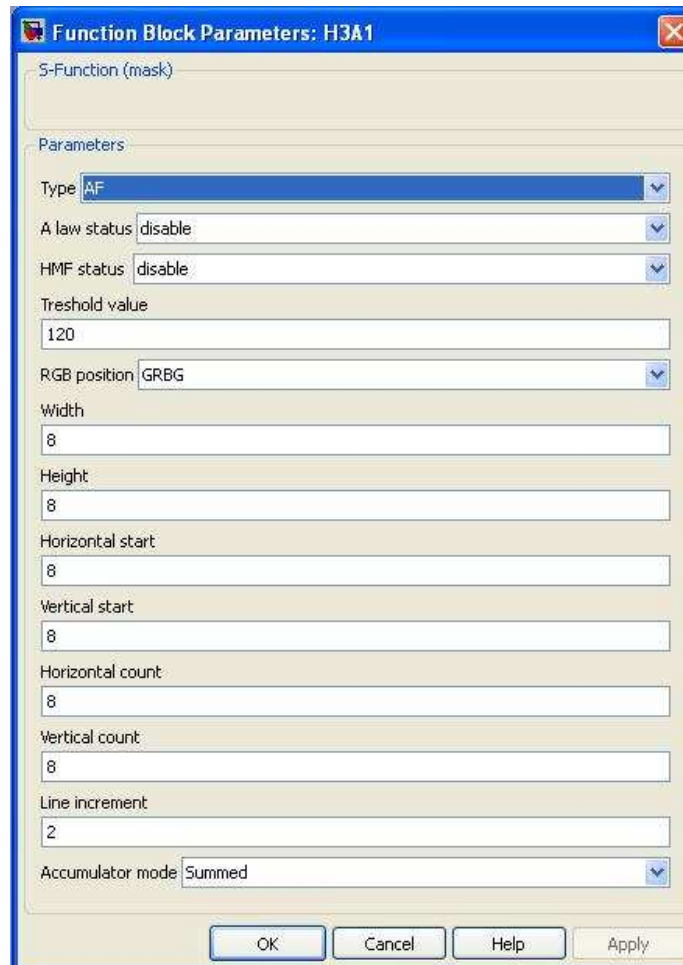 Function Block Parameters: H3A1
S-Function (mask)
Parameters
Type AF
A law status disable
HMF status disable
Treshold value
120
RGB position GRBG
Width
8
Height
8
Horizontal start
8
Vertical start
8
Horizontal count
8
Vertical count
8
Line increment
2
Accumulator mode Summed
OK Cancel Help Apply